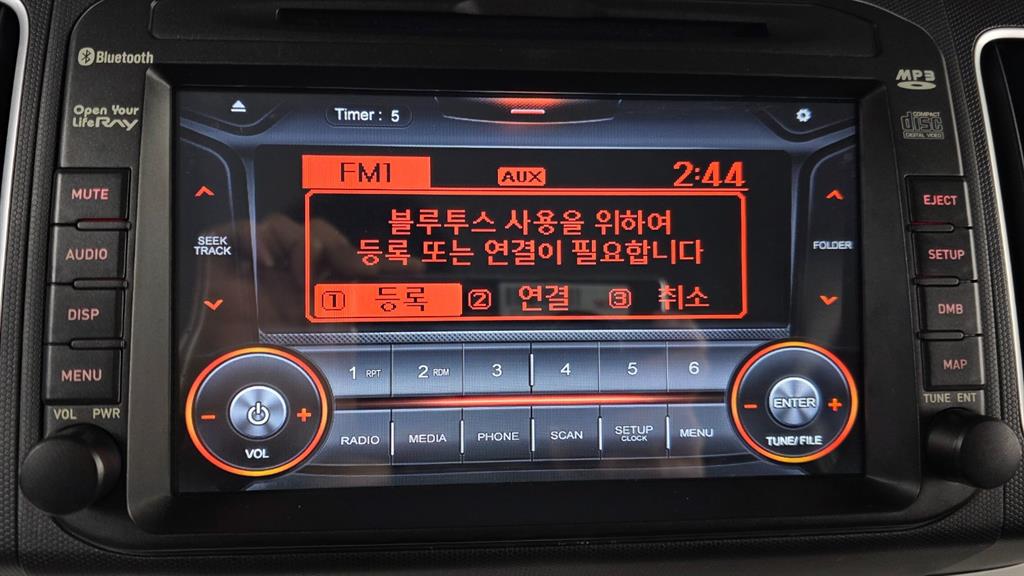 Bluetooth
MP3
Open Your
Life RAY
COMPACT
disc
DIGITAL VIDEO
Timer : 5
FM1 AUX 2:44
블루투스 사용을 위하여
등록 또는 연결이 필요합니다
① 등록 ② 연결 ③ 취소
MUTE
AUDIO
DISP
MENU
VOL PWR
SEEK
TRACK
FOLDER
EJECT
SETUP
DMB
MAP
TUNE ENT
1 RPT 2 RDM 3 4 5 6
RADIO MEDIA PHONE SCAN SETUP CLOCK MENU
- +
VOL
- ENTER +
TUNE/FILE